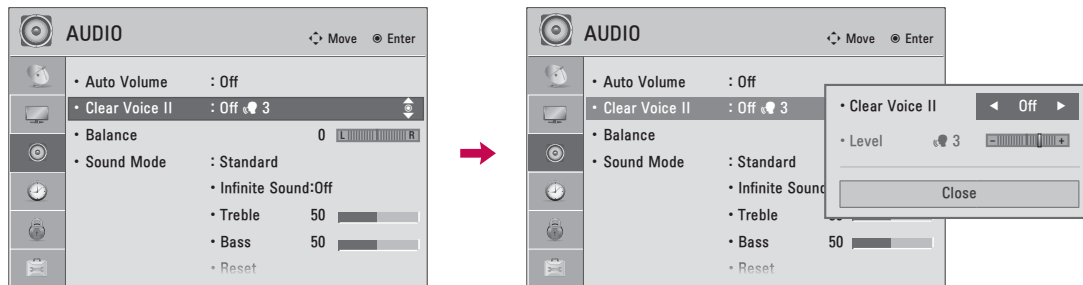 AUDIO Move Enter
• Auto Volume : Off
• Clear Voice II : Off 3
• Balance 0 L R
• Sound Mode : Standard
• Infinite Sound:Off
• Treble 50
• Bass 50
• Reset
AUDIO Move Enter
• Auto Volume : Off
• Clear Voice II : Off 3
• Balance
• Sound Mode : Standard
• Infinite Sound
• Treble
• Bass 50
• Reset
• Clear Voice II ◄ Off ►
• Level 3 - +
Close